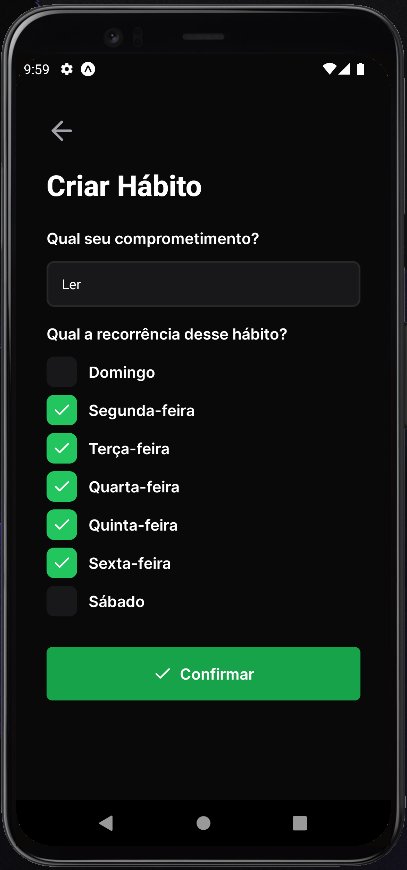 9:59
Criar Hábito
Qual seu comprometimento?
Ler
Qual a recorrência desse hábito?
Domingo
Segunda-feira
Terça-feira
Quarta-feira
Quinta-feira
Sexta-feira
Sábado
Confirmar